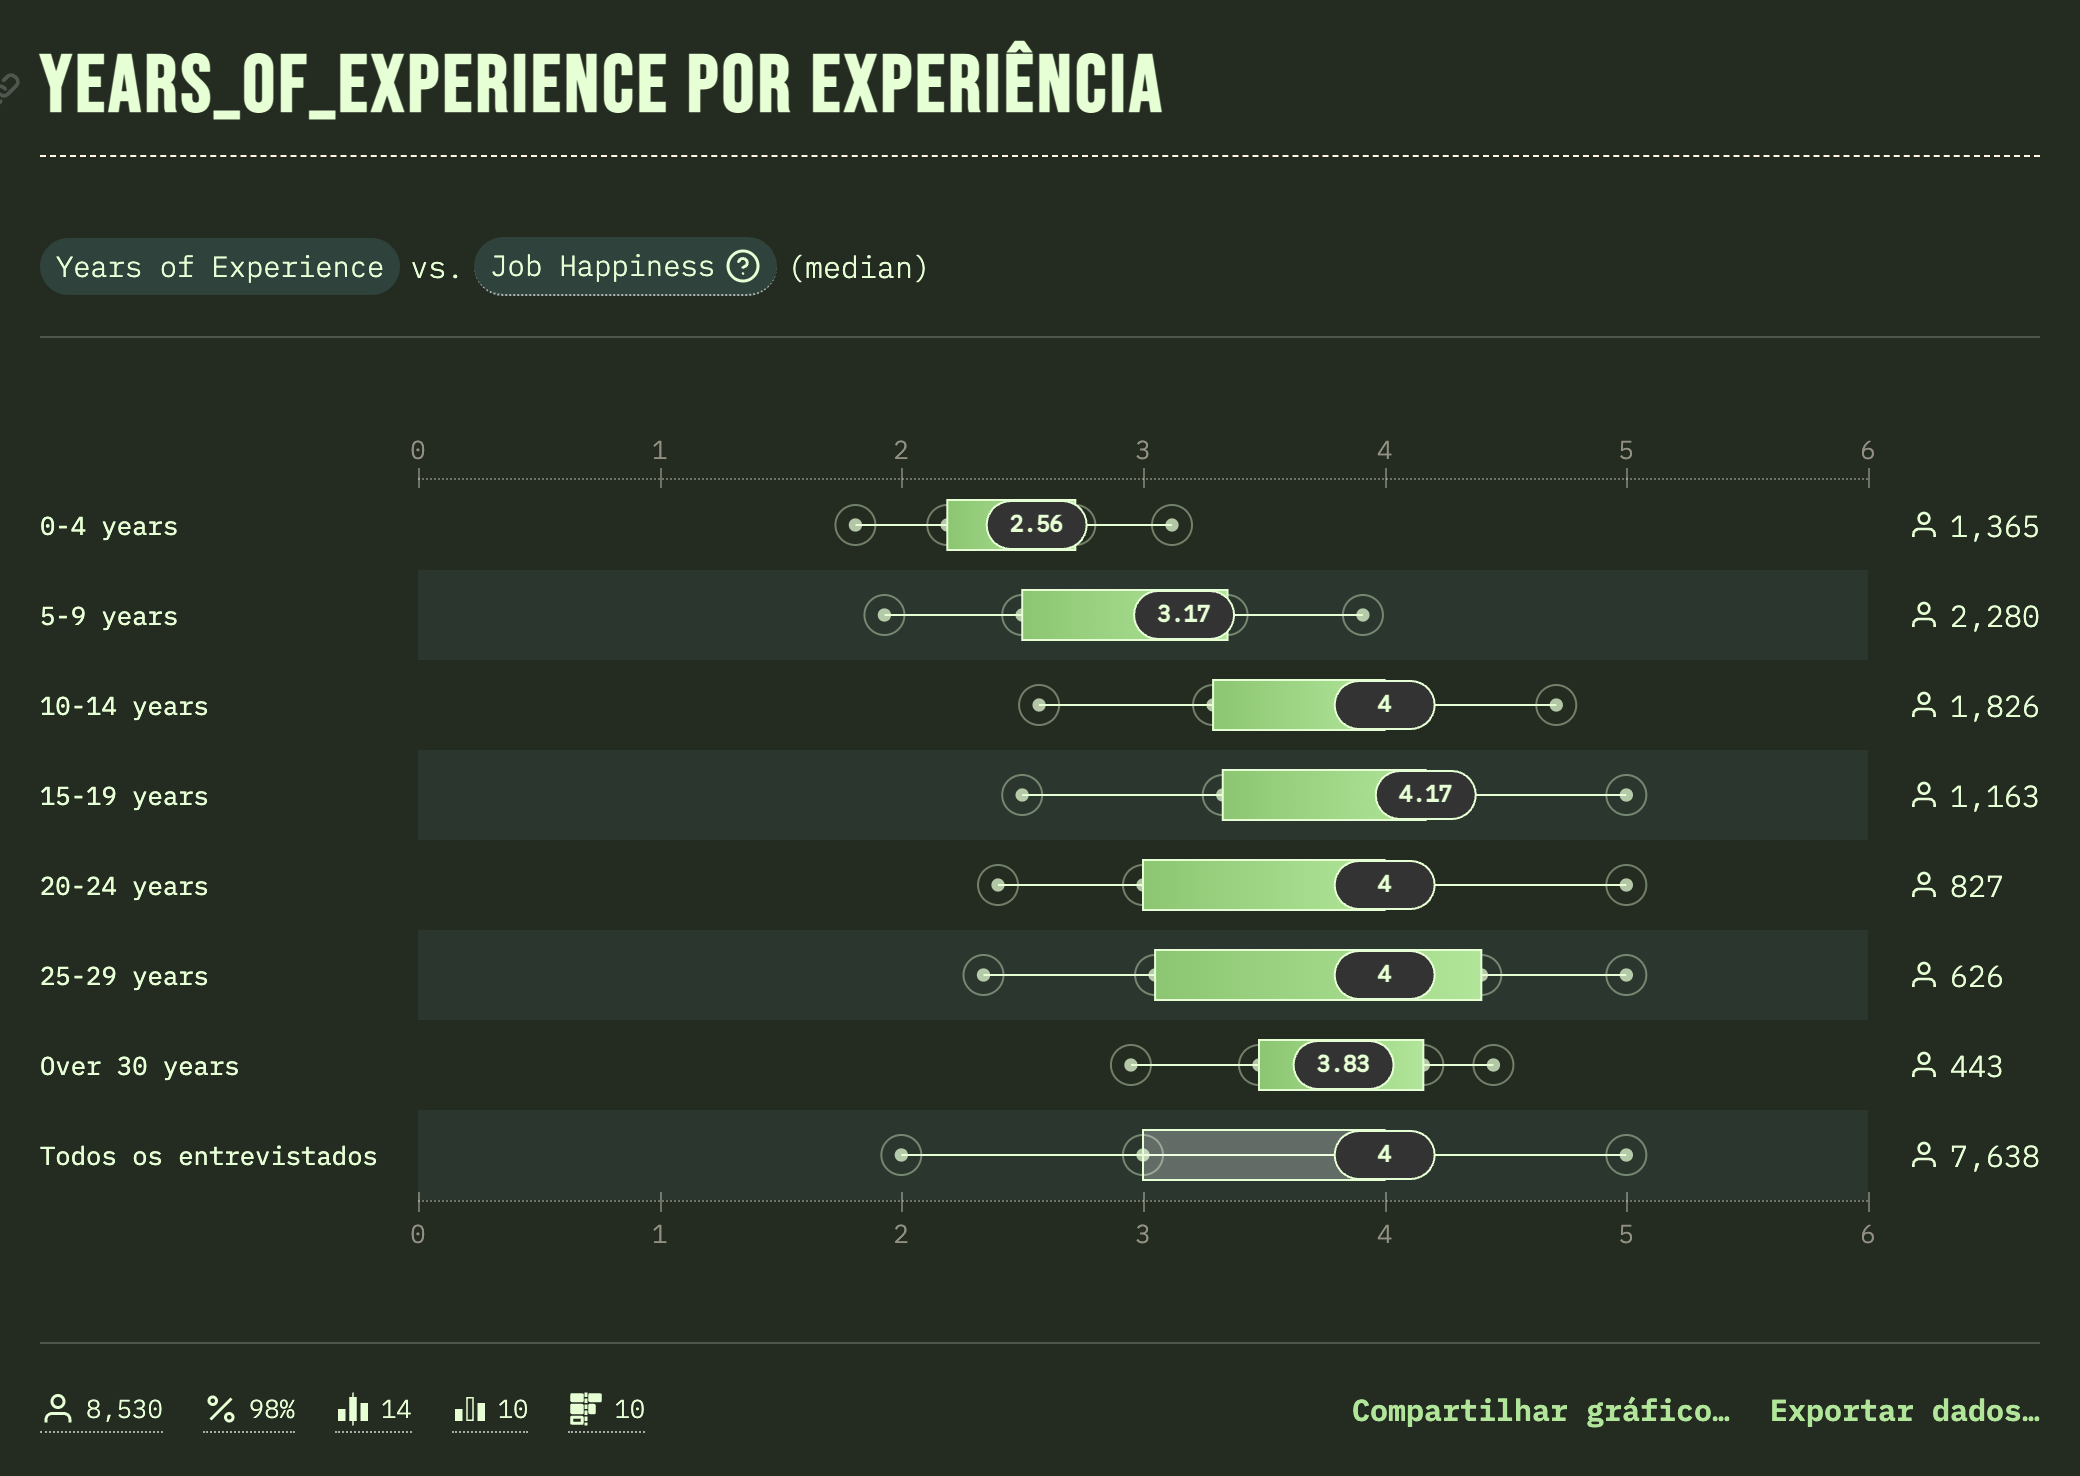 YEARS_OF_EXPERIENCE POR EXPERIÊNCIA
Years of Experience vs. Job Happiness ? (median)
0 1 2 3 4 5 6
0-4 years 2.56 1,365
5-9 years 3.17 2,280
10-14 years 4 1,826
15-19 years 4.17 1,163
20-24 years 4 827
25-29 years 4 626
Over 30 years 3.83 443
Todos os entrevistados 4 7,638
0 1 2 3 4 5 6
8,530 98% 14 10 10 Compartilhar gráfico… Exportar dados…